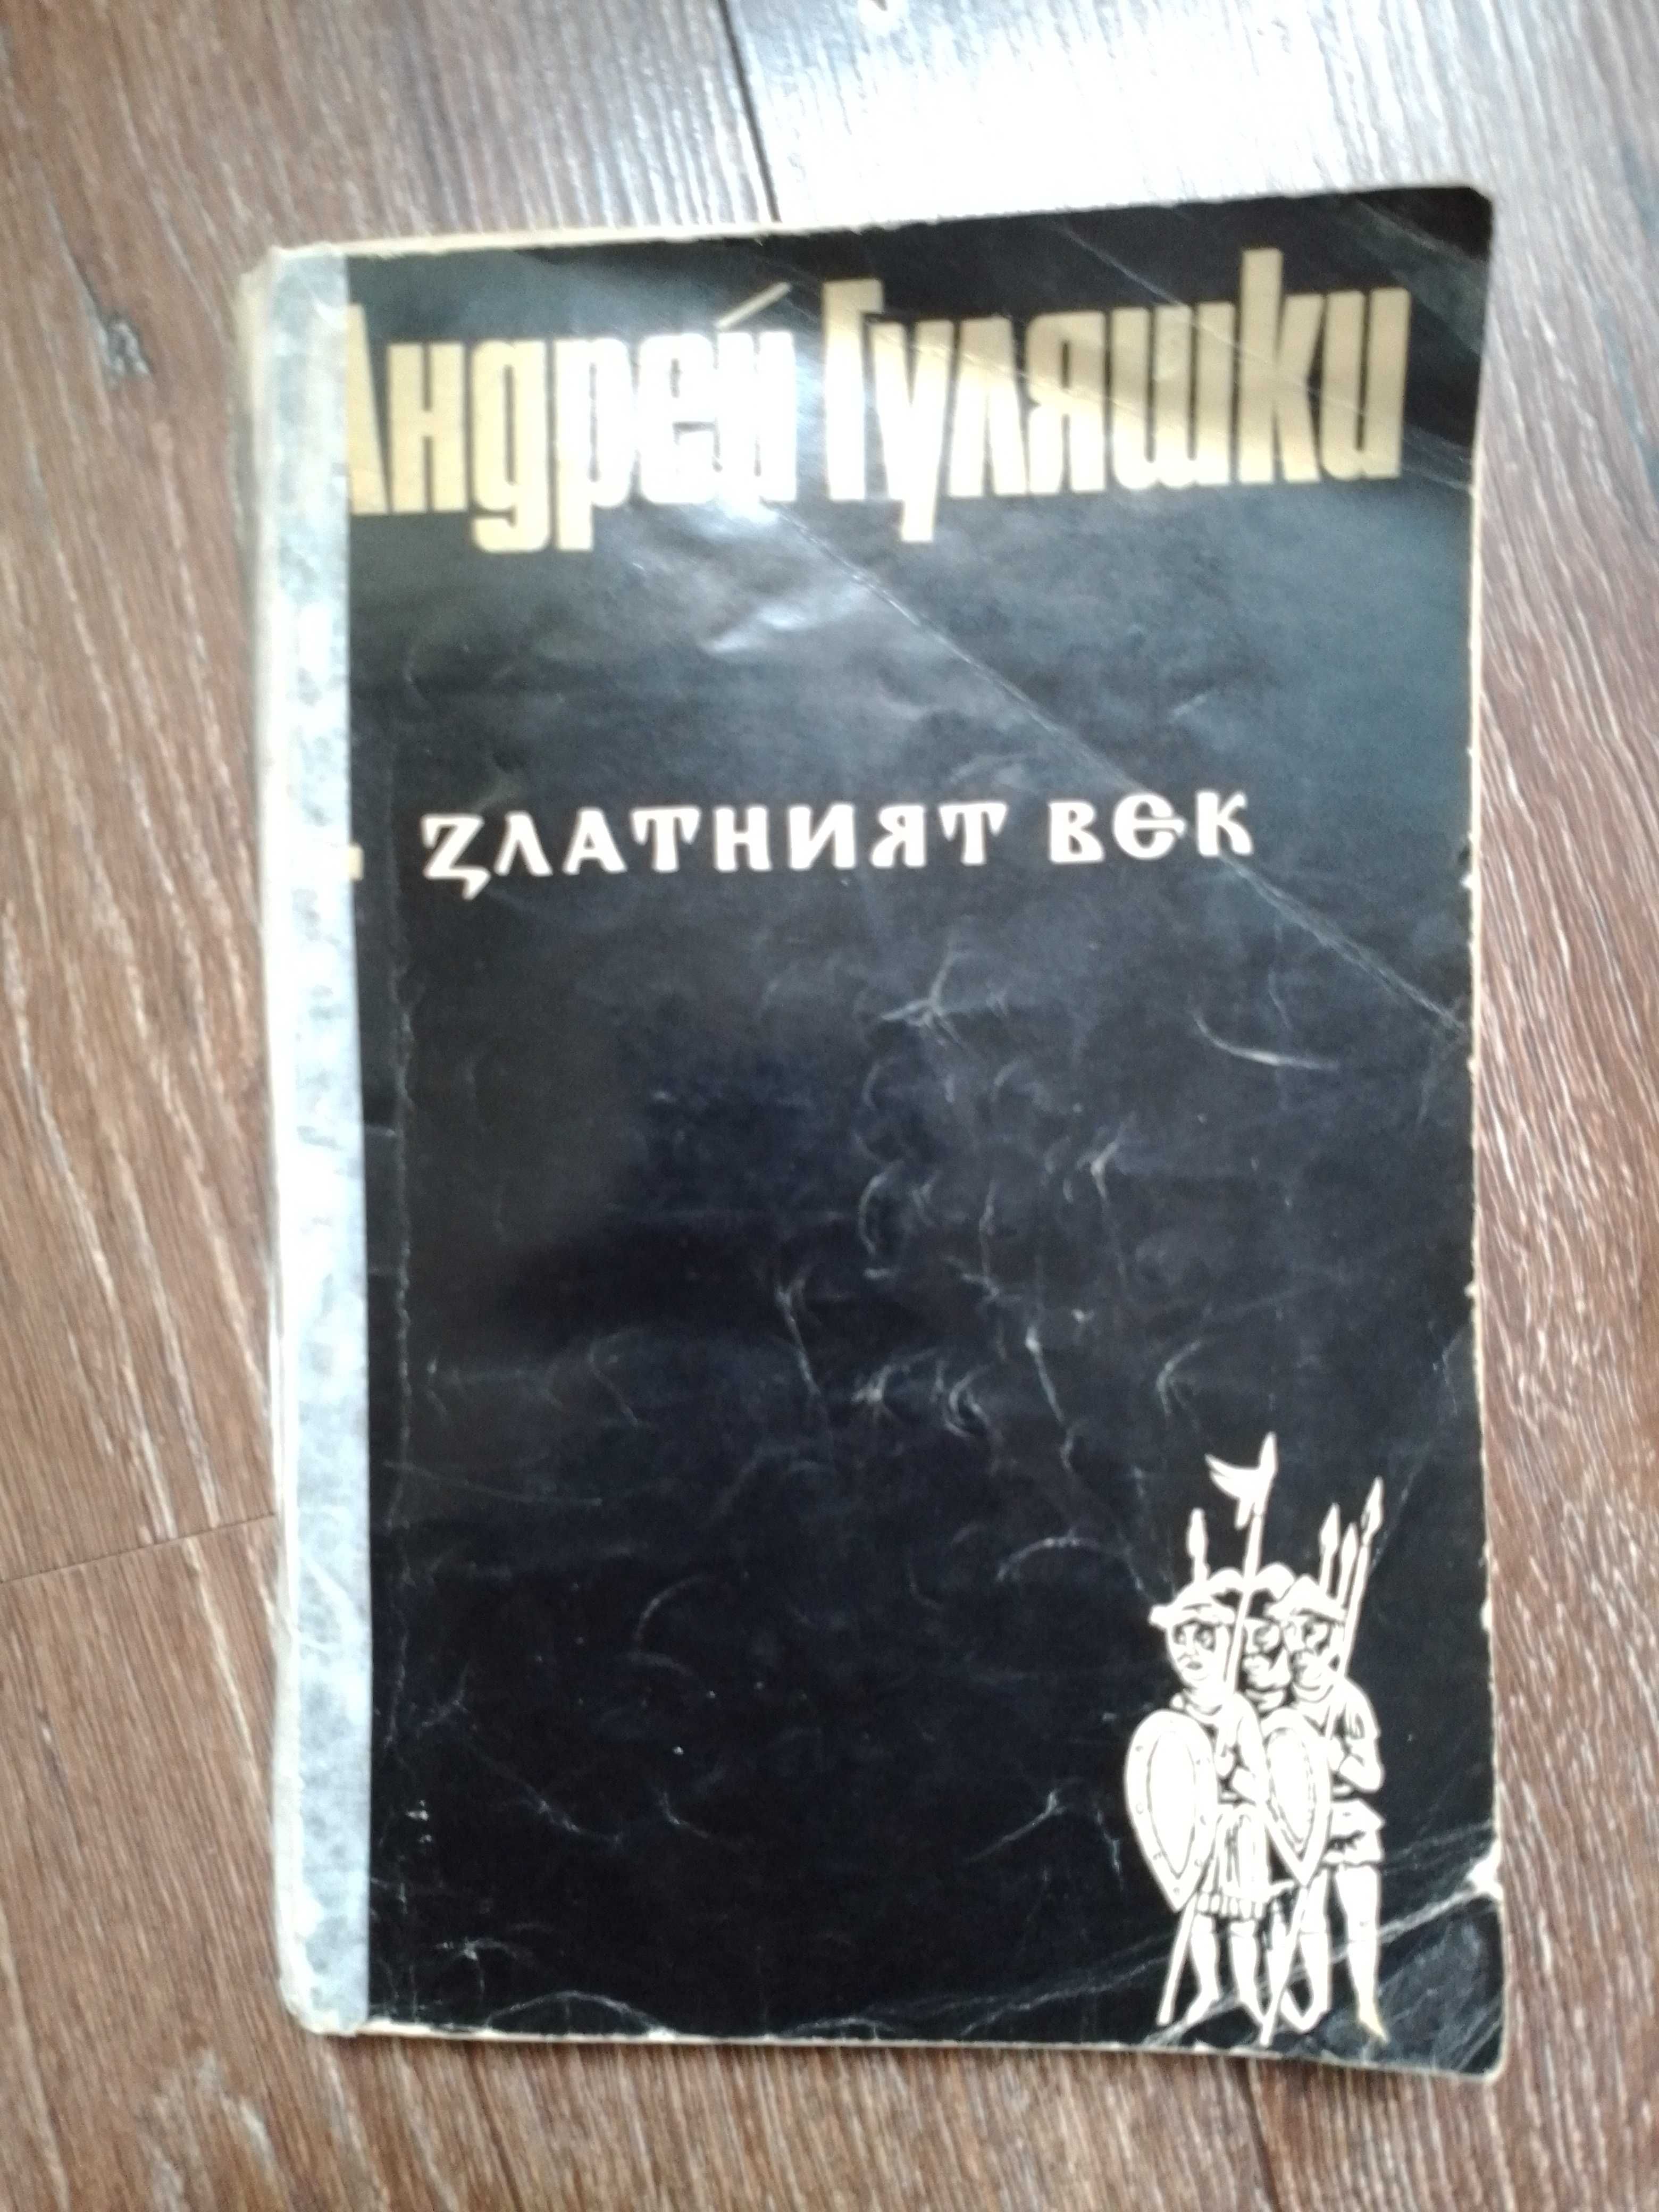 Андрей Гуляшки
ЗЛАТНИЯТ ВЕК